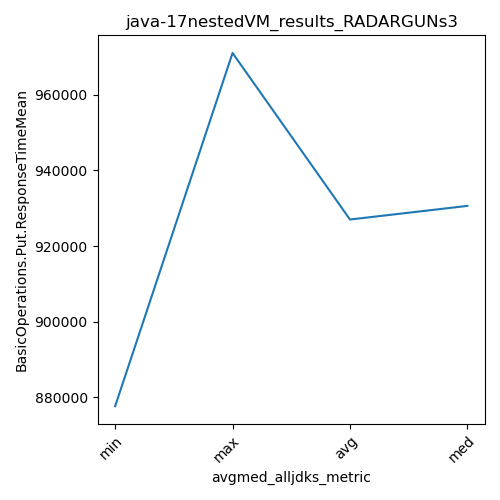 java-17nestedVM_results_RADARGUNs3
BasicOperations.Put.ResponseTimeMean
960000
940000
920000
900000
880000
min
max
avg
med
avgmed_alljdks_metric